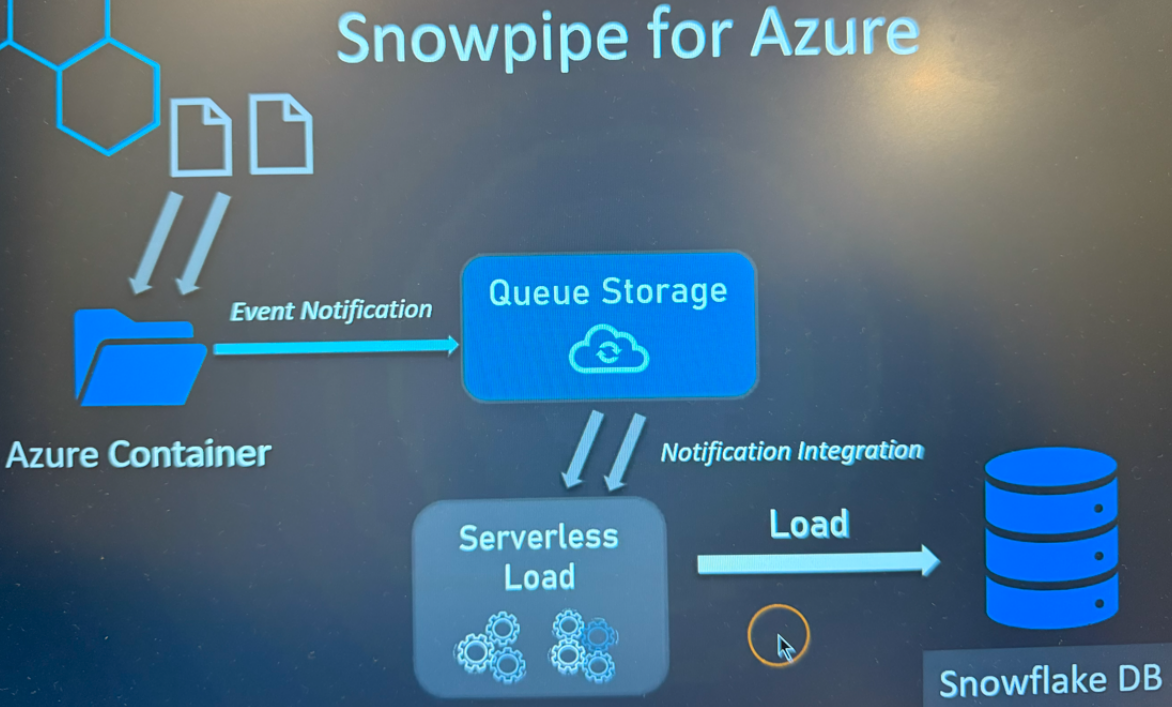 Snowpipe for Azure
Event Notification
Queue Storage
Azure Container
Notification Integration
Serverless
Load
Load
Snowflake DB